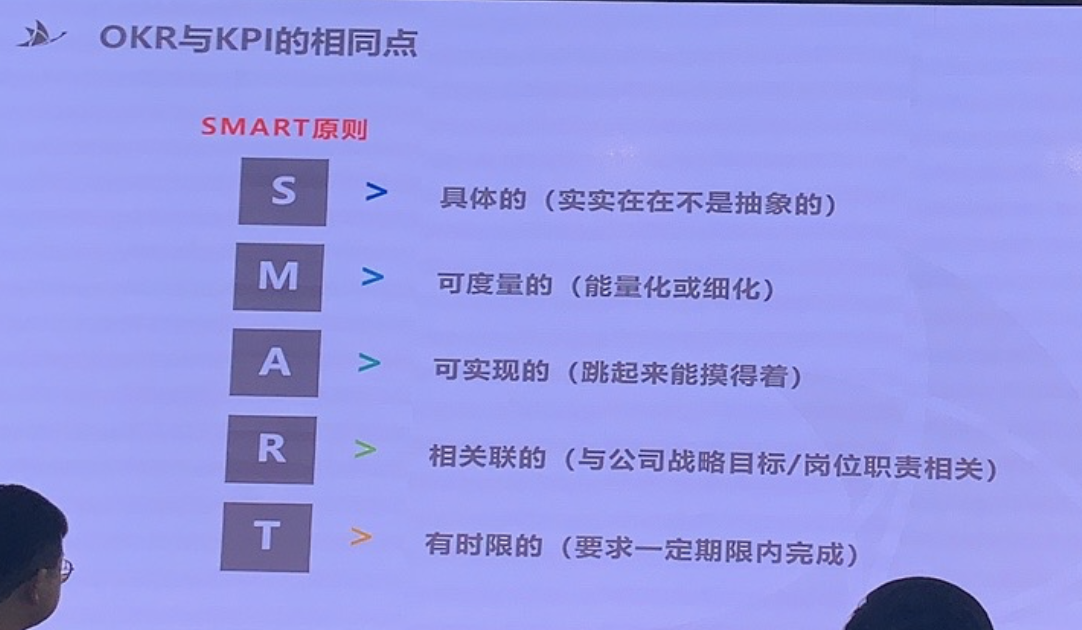 OKR与KPI的相同点
SMART原则
S > 具体的（实实在在不是抽象的）
M > 可度量的（能量化或细化）
A > 可实现的（跳起来能摸得着）
R > 相关联的（与公司战略目标/岗位职责相关）
T > 有时限的（要求一定期限内完成）